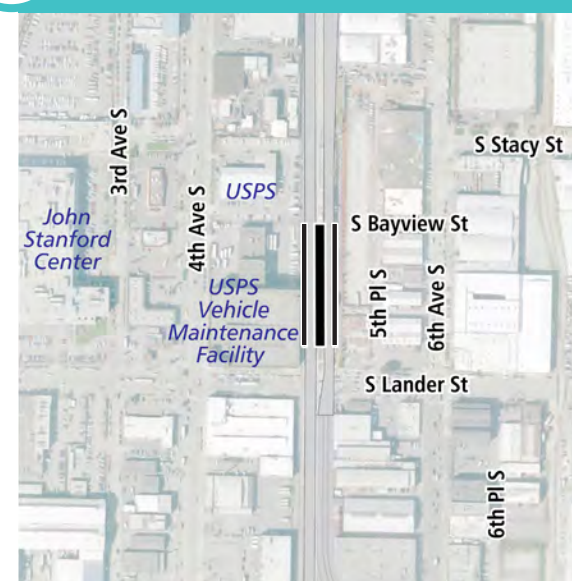 3rd Ave S
4th Ave S
S Stacy St
USPS
John
Stanford
Center
S Bayview St
USPS
Vehicle
Maintenance
Facility
5th Pl S
6th Ave S
S Lander St
6th Pl S